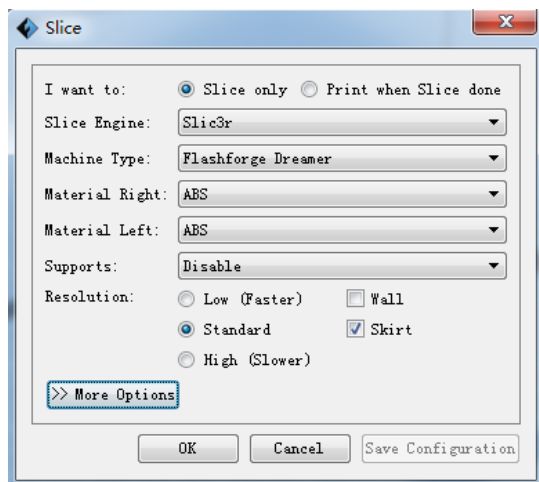 Slice
I want to: Slice only Print when Slice done
Slice Engine: Slic3r
Machine Type: Flashforge Dreamer
Material Right: ABS
Material Left: ABS
Supports: Disable
Resolution: Low (Faster) Wall
Standard Skirt
High (Slower)
>> More Options
OK Cancel Save Configuration